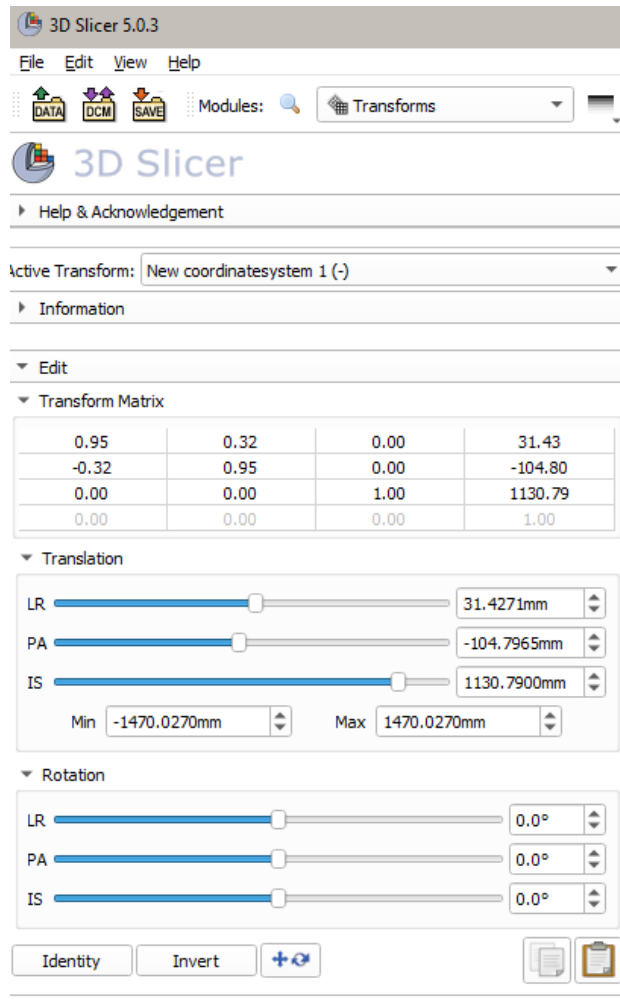 3D Slicer 5.0.3
File Edit View Help
DATA DCM SAVE Modules: Transforms
3D Slicer
Help & Acknowledgement
Active Transform: New coordinatesystem 1 (-)
Information
Edit
Transform Matrix
0.95 0.32 0.00 31.43
-0.32 0.95 0.00 -104.80
0.00 0.00 1.00 1130.79
0.00 0.00 0.00 1.00
Translation
LR 31.4271mm
PA -104.7965mm
IS 1130.7900mm
Min -1470.0270mm Max 1470.0270mm
Rotation
LR 0.0°
PA 0.0°
IS 0.0°
Identity Invert